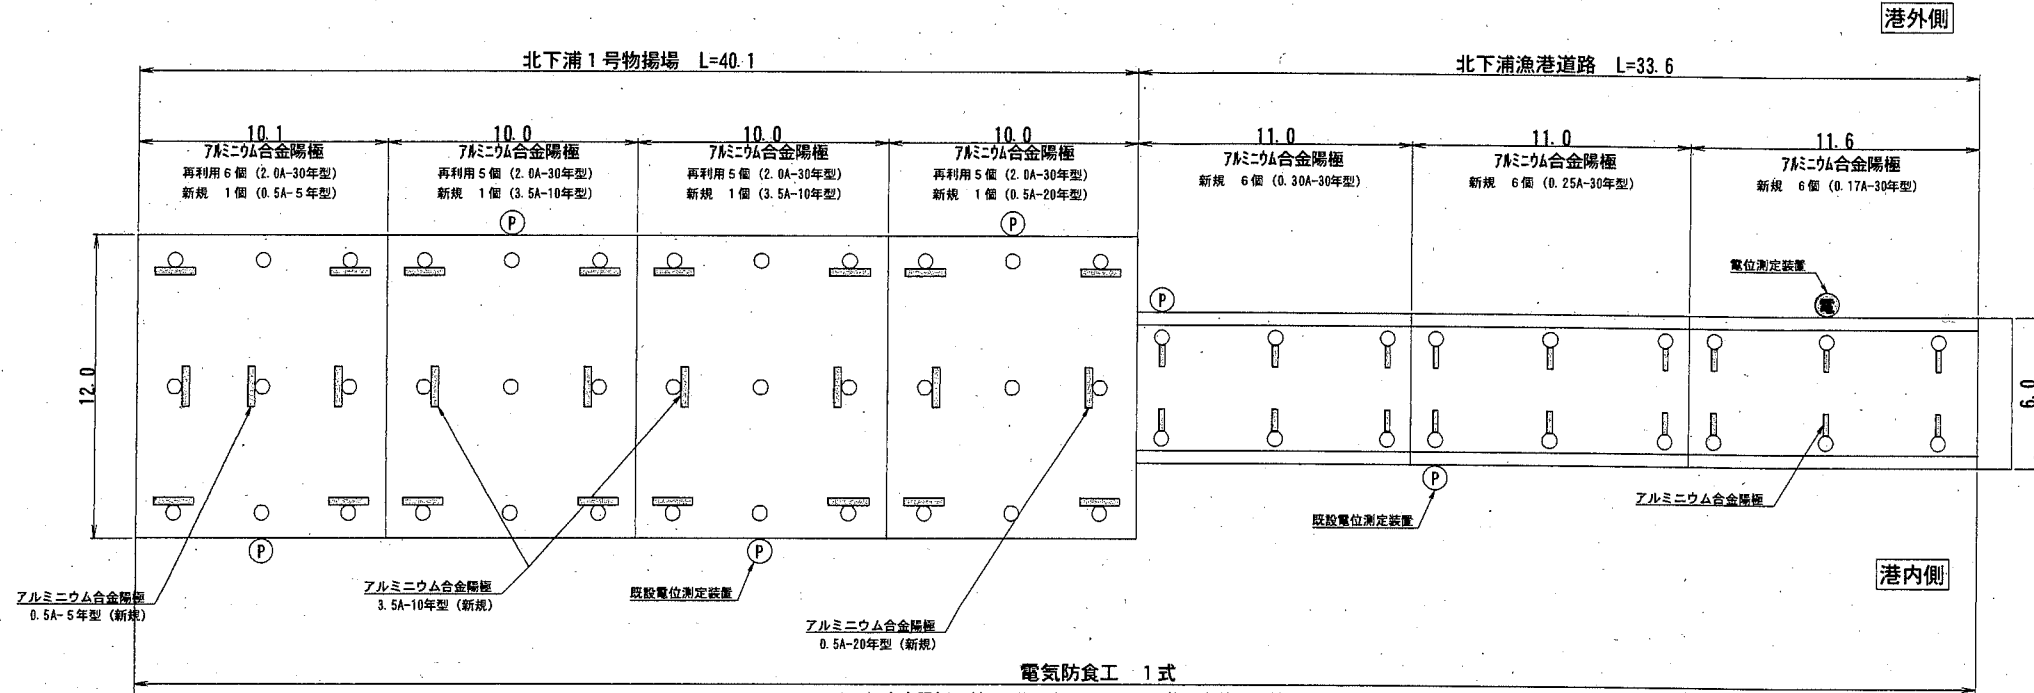 港外側
北下浦1号物揚場 L=40.1
北下浦漁港道路 L=33.6
10.1
10.0
10.0
10.0
11.0
11.0
11.6
アルミニウム合金陽極
再利用6個 (2.0A-30年型)
新規 1個 (0.5A-5年型)
アルミニウム合金陽極
再利用5個 (2.0A-30年型)
新規 1個 (3.5A-10年型)
アルミニウム合金陽極
再利用5個 (2.0A-30年型)
新規 1個 (3.5A-10年型)
アルミニウム合金陽極
再利用5個 (2.0A-30年型)
新規 1個 (0.5A-20年型)
アルミニウム合金陽極
新規 6個 (0.30A-30年型)
アルミニウム合金陽極
新規 6個 (0.25A-30年型)
アルミニウム合金陽極
新規 6個 (0.17A-30年型)
P
P
電位測定装置
P
電
12.0
6.0
P
既設電位測定装置
アルミニウム合金陽極
P
P
港内側
アルミニウム合金陽極
0.5A-5年型 (新規)
アルミニウム合金陽極
3.5A-10年型 (新規)
既設電位測定装置
アルミニウム合金陽極
0.5A-20年型 (新規)
電気防食工 1式